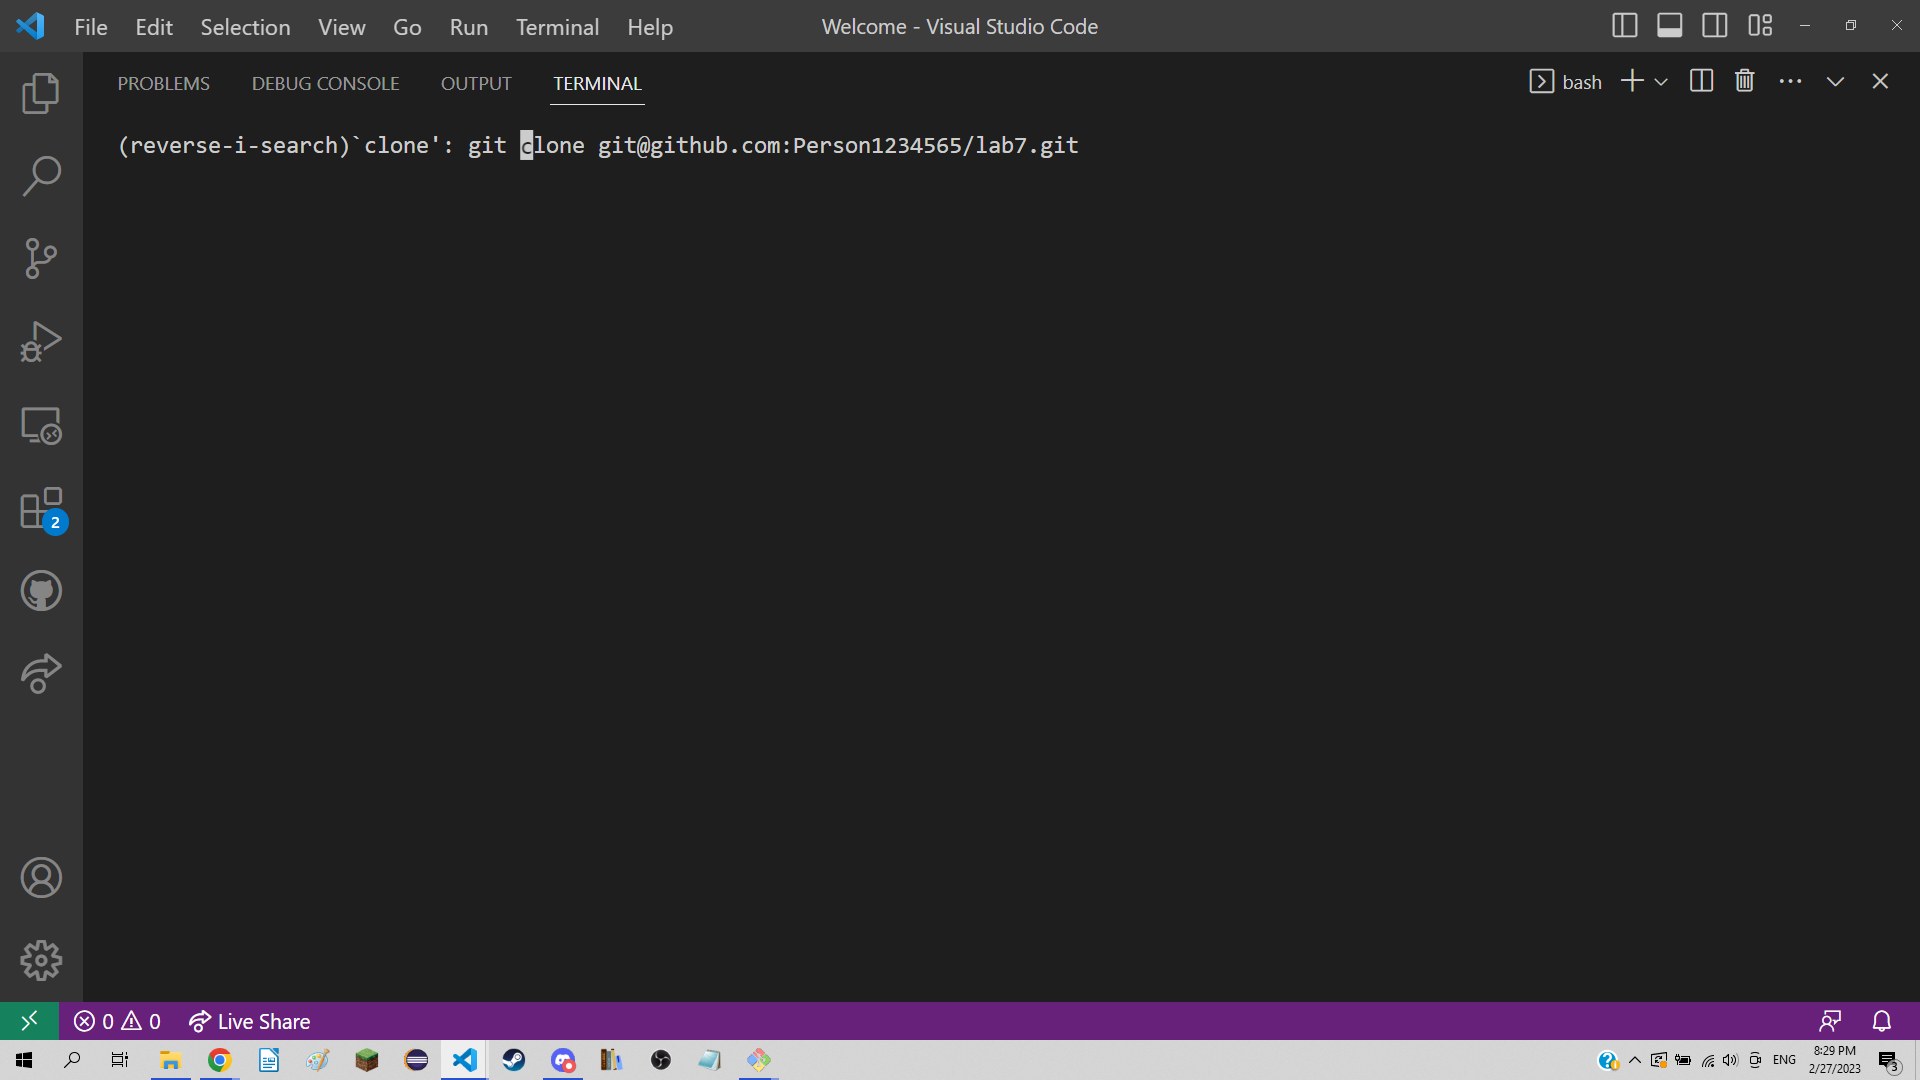 File Edit Selection View Go Run Terminal Help
Welcome - Visual Studio Code
PROBLEMS DEBUG CONSOLE OUTPUT TERMINAL
bash
(reverse-i-search)`clone': git clone git@github.com:Person1234565/lab7.git
2
0 0 Live Share
ENG
8:29 PM
2/27/2023
3